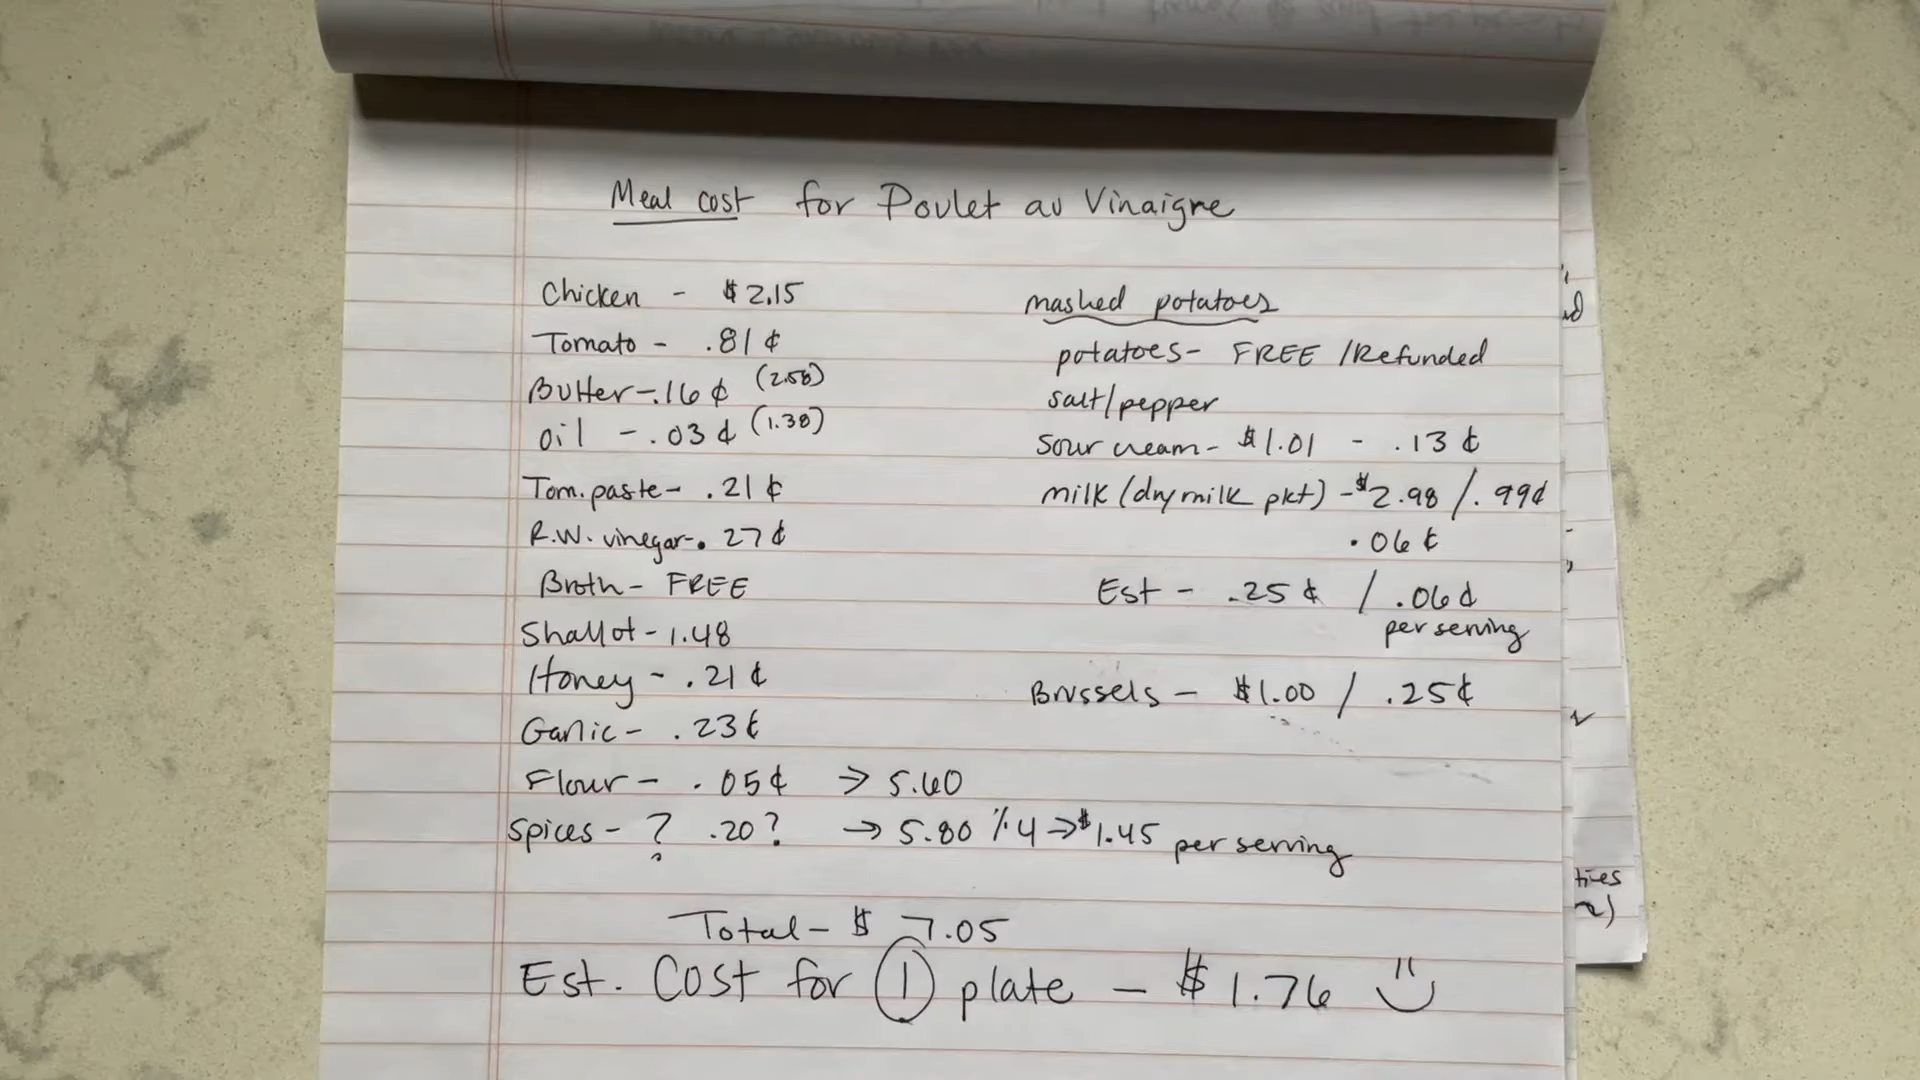 Meal cost for Poulet au Vinaigre
Chicken - $2.15
Tomato - .81¢
Butter - .16¢ (2.58)
oil - .03¢ (1.38)
Tom. paste - .21¢
R.W. vinegar - .27¢
Broth - FREE
Shallot - 1.48
Honey - .21¢
Garlic - .23¢
Flour - .05¢ → 5.60
Spices - ? .20? → 5.80 % 4 → $1.45 per serving
mashed potatoes
potatoes - FREE / Refunded
salt/pepper
Sour cream - $1.01 - .13¢
milk (dry milk pkt) - $2.98 / .99¢
.06¢
Est - .25¢ / .06¢
per serving
Brussels - $1.00 / .25¢
Total - $ 7.05
Est. Cost for 1 plate - $1.76